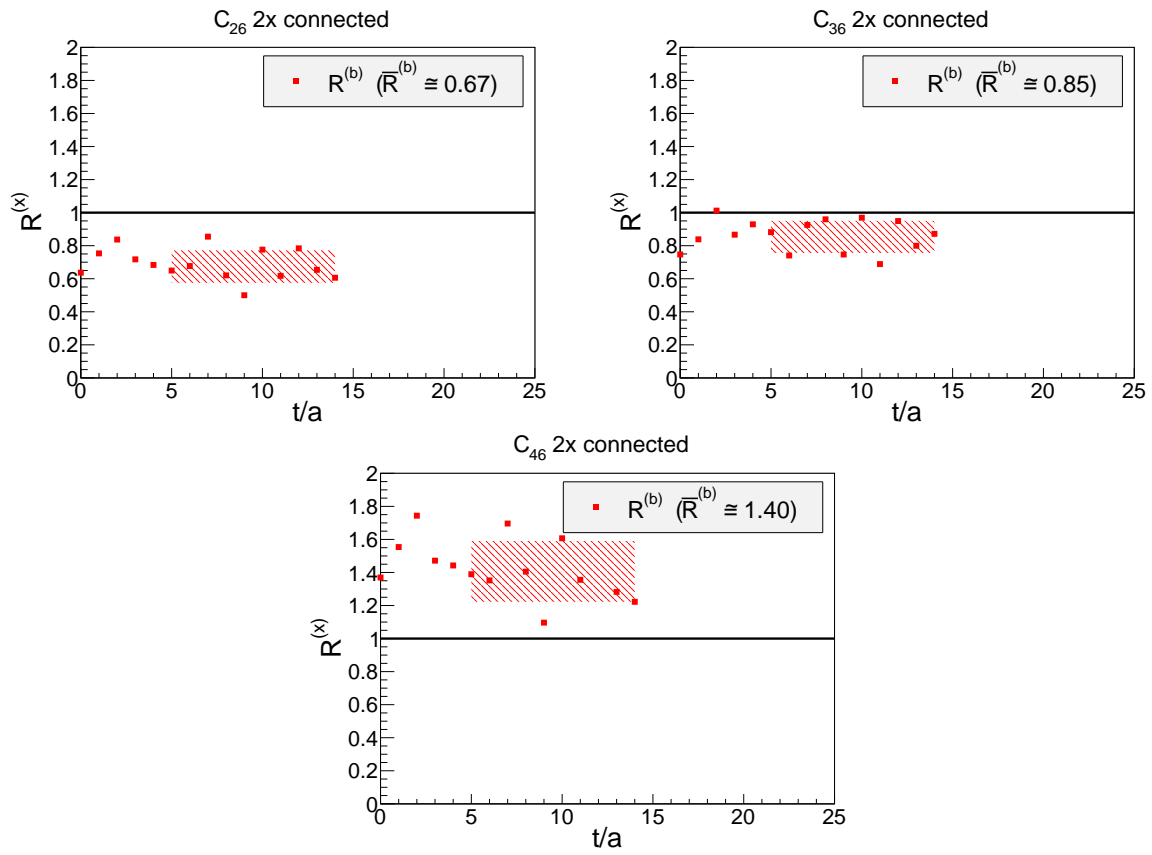 C26 2x connected
R(b) (R̅(b) ≅ 0.67)
2
1.8
1.6
1.4
1.2
1
0.8
0.6
0.4
0.2
0
R(x)
0 5 10 15 20 25
t/a
C36 2x connected
R(b) (R̅(b) ≅ 0.85)
2
1.8
1.6
1.4
1.2
1
0.8
0.6
0.4
0.2
0
R(x)
0 5 10 15 20 25
t/a
C46 2x connected
R(b) (R̅(b) ≅ 1.40)
2
1.8
1.6
1.4
1.2
1
0.8
0.6
0.4
0.2
0
R(x)
0 5 10 15 20 25
t/a